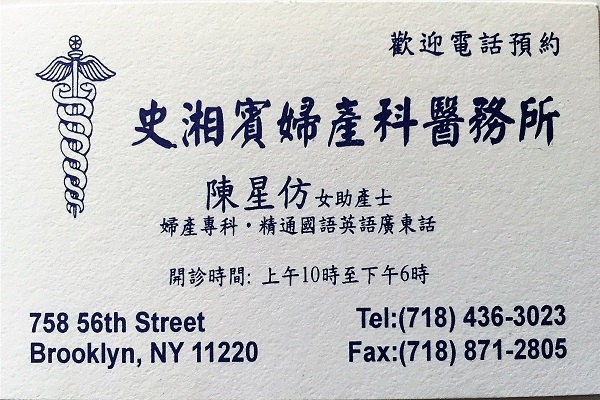 歡迎電話預約
史湘賓婦產科醫務所
陳星仿女助產士
婦產專科・精通國語英語廣東話
開診時間: 上午10時至下午6時
758 56th Street
Brooklyn, NY 11220
Tel:(718) 436-3023
Fax:(718) 871-2805